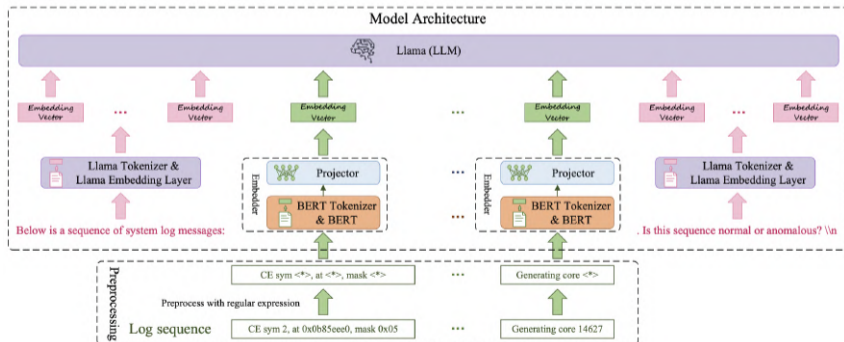 Model Architecture
Llama (LLM)
Embedding Vector
...
Embedding Vector
Embedding Vector
...
Embedding Vector
Embedding Vector
...
Embedding Vector
Llama Tokenizer &
Llama Embedding Layer
Embedder
Projector
BERT Tokenizer
& BERT
...
...
Embedder
Projector
BERT Tokenizer
& BERT
Llama Tokenizer &
Llama Embedding Layer
Below is a sequence of system log messages:
. Is this sequence normal or anomalous? \\n
Preprocessing
CE sym <*>, at <*>, mask <*>
...
Generating core <*>
Preprocess with regular expression
Log sequence
CE sym 2, at 0x0b85eee0, mask 0x05
...
Generating core 14627